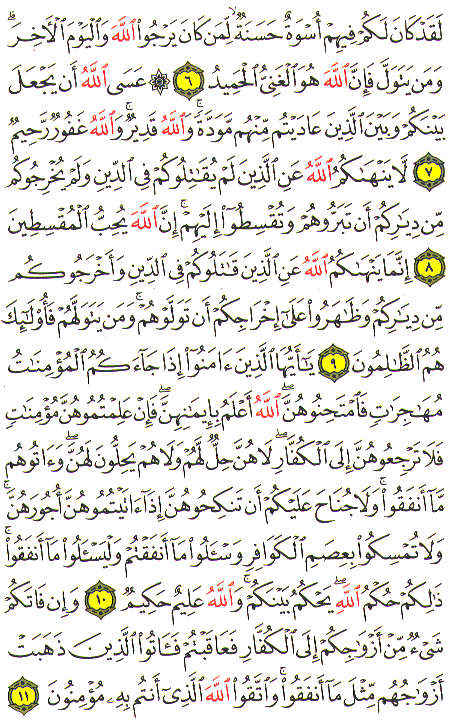 لَقَدْ كَانَ لَكُمْ فِيهِمْ أُسْوَةٌ حَسَنَةٌ لِّمَن كَانَ يَرْجُوا۟ ٱللَّهَ وَٱلْيَوْمَ ٱلْأَخِرَ ۚ
وَمَن يَتَوَلَّ فَإِنَّ ٱللَّهَ هُوَ ٱلْغَنِىُّ ٱلْحَمِيدُ ٦ ۞ عَسَى ٱللَّهُ أَن يَجْعَلَ
بَيْنَكُمْ وَبَيْنَ ٱلَّذِينَ عَادَيْتُم مِّنْهُم مَّوَدَّةً ۚ وَٱللَّهُ قَدِيرٌ ۚ وَٱللَّهُ غَفُورٌ رَّحِيمٌ
٧ لَّا يَنْهَىٰكُمُ ٱللَّهُ عَنِ ٱلَّذِينَ لَمْ يُقَـٰتِلُوكُمْ فِى ٱلدِّينِ وَلَمْ يُخْرِجُوكُم
مِّن دِيَـٰرِكُمْ أَن تَبَرُّوهُمْ وَتُقْسِطُوٓا۟ إِلَيْهِمْ ۚ إِنَّ ٱللَّهَ يُحِبُّ ٱلْمُقْسِطِينَ
٨ إِنَّمَا يَنْهَىٰكُمُ ٱللَّهُ عَنِ ٱلَّذِينَ قَـٰتَلُوكُمْ فِى ٱلدِّينِ وَأَخْرَجُوكُم
مِّن دِيَـٰرِكُمْ وَظَـٰهَرُوا۟ عَلَىٰٓ إِخْرَاجِكُمْ أَن تَوَلَّوْهُمْ ۚ وَمَن يَتَوَلَّهُمْ فَأُو۟لَـٰٓئِكَ
هُمُ ٱلظَّـٰلِمُونَ ٩ يَـٰٓأَيُّهَا ٱلَّذِينَ ءَامَنُوٓا۟ إِذَا جَآءَكُمُ ٱلْمُؤْمِنَـٰتُ
مُهَـٰجِرَٰتٍ فَٱمْتَحِنُوهُنَّ ۖ ٱللَّهُ أَعْلَمُ بِإِيمَـٰنِهِنَّ ۖ فَإِنْ عَلِمْتُمُوهُنَّ مُؤْمِنَـٰتٍ
فَلَا تَرْجِعُوهُنَّ إِلَى ٱلْكُفَّارِ ۖ لَا هُنَّ حِلٌّ لَّهُمْ وَلَا هُمْ يَحِلُّونَ لَهُنَّ ۖ وَءَاتُوهُم
مَّآ أَنفَقُوا۟ ۚ وَلَا جُنَاحَ عَلَيْكُمْ أَن تَنكِحُوهُنَّ إِذَآ ءَاتَيْتُمُوهُنَّ أُجُورَهُنَّ ۚ
وَلَا تُمْسِكُوا۟ بِعِصَمِ ٱلْكَوَافِرِ وَسْـَٔلُوا۟ مَآ أَنفَقْتُمْ وَلْيَسْـَٔلُوا۟ مَآ أَنفَقُوا۟ ۚ
ذَٰلِكُمْ حُكْمُ ٱللَّهِ ۖ يَحْكُمُ بَيْنَكُمْ ۚ وَٱللَّهُ عَلِيمٌ حَكِيمٌ ١٠ وَإِن فَاتَكُمْ
شَىْءٌ مِّنْ أَزْوَٰجِكُمْ إِلَى ٱلْكُفَّارِ فَعَاقَبْتُمْ فَـَٔاتُوا۟ ٱلَّذِينَ ذَهَبَتْ
أَزْوَٰجُهُم مِّثْلَ مَآ أَنفَقُوا۟ ۚ وَٱتَّقُوا۟ ٱللَّهَ ٱلَّذِىٓ أَنتُم بِهِۦ مُؤْمِنُونَ ١١